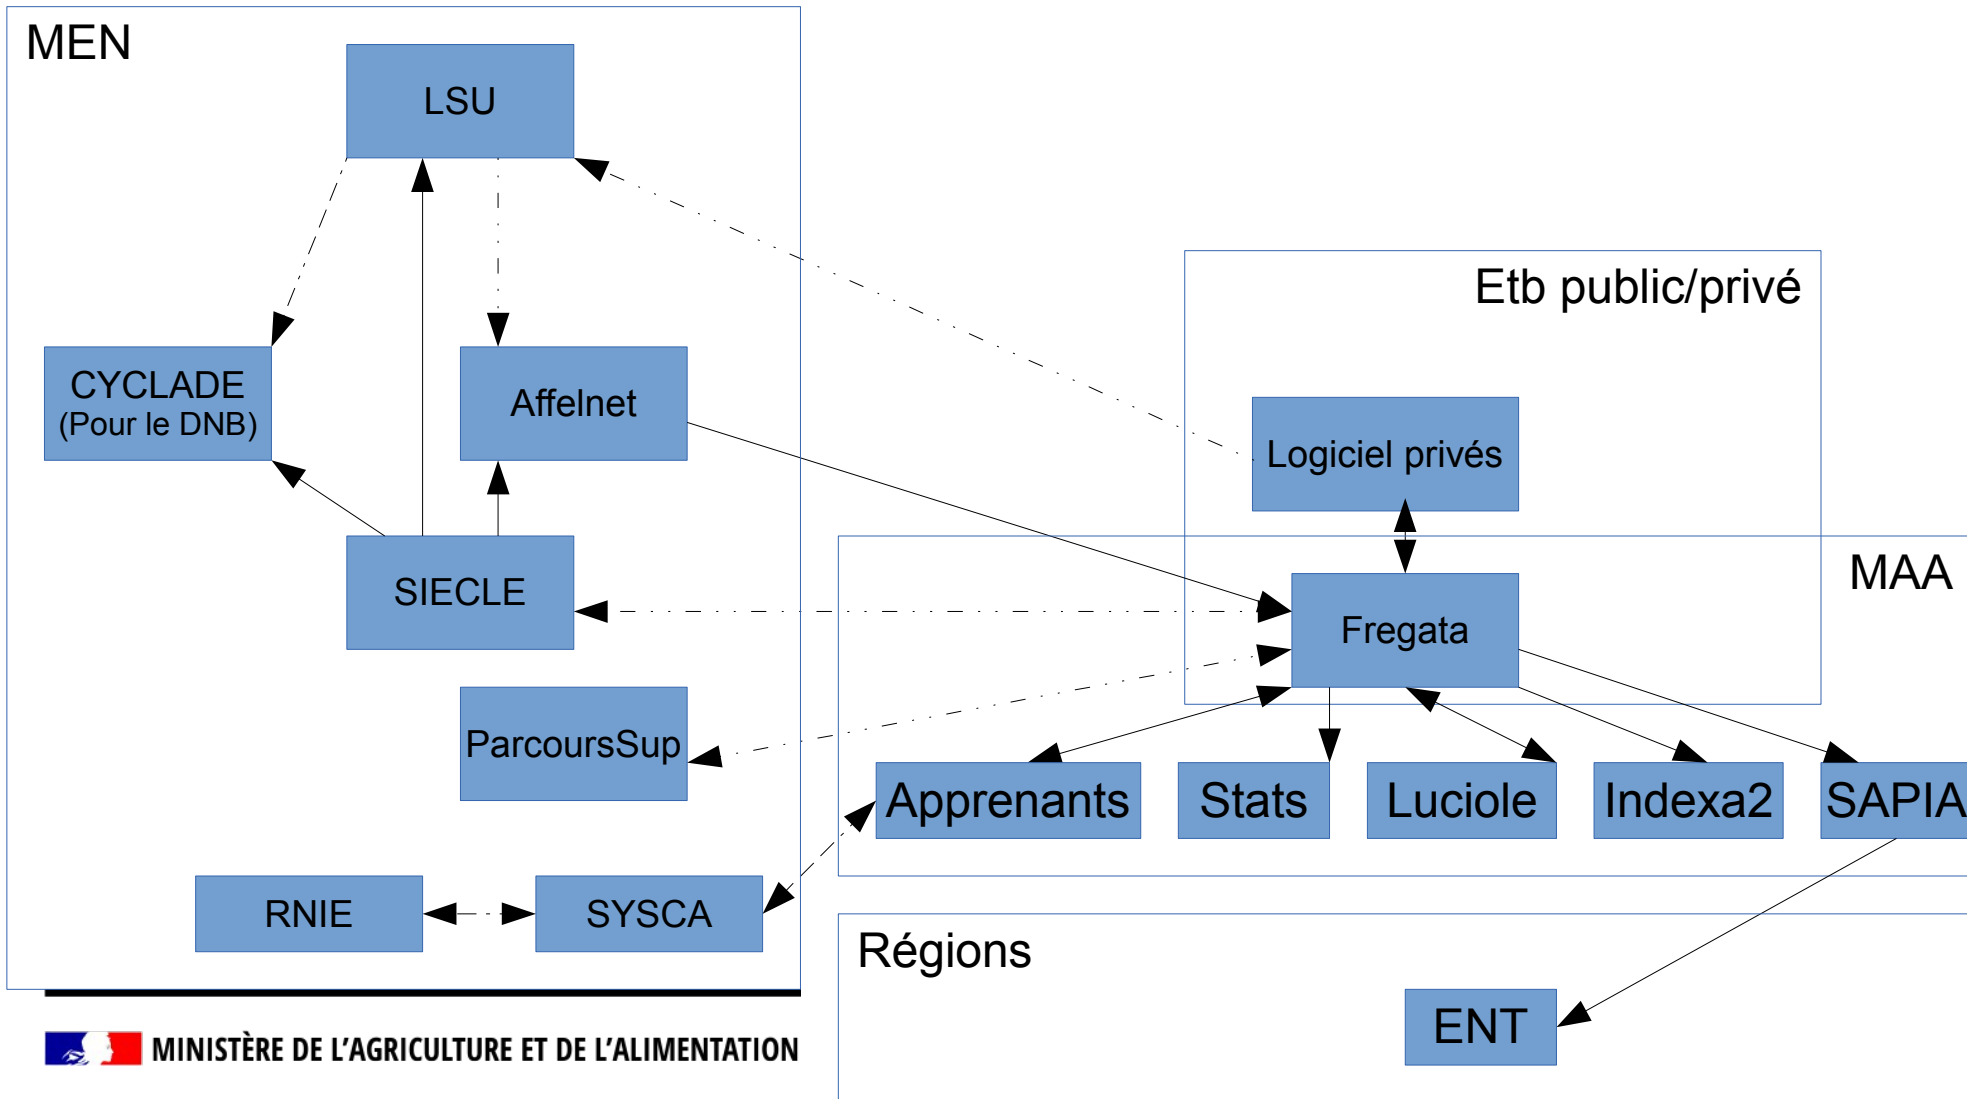 MEN
LSU
Etb public/privé
CYCLADE
(Pour le DNB)
Affelnet
Logiciel privés
MAA
SIECLE
Fregata
ParcoursSup
Apprenants
Stats
Luciole
Indexa2
SAPIA
RNIE
SYSCA
Régions
ENT
MINISTÈRE DE L'AGRICULTURE ET DE L'ALIMENTATION